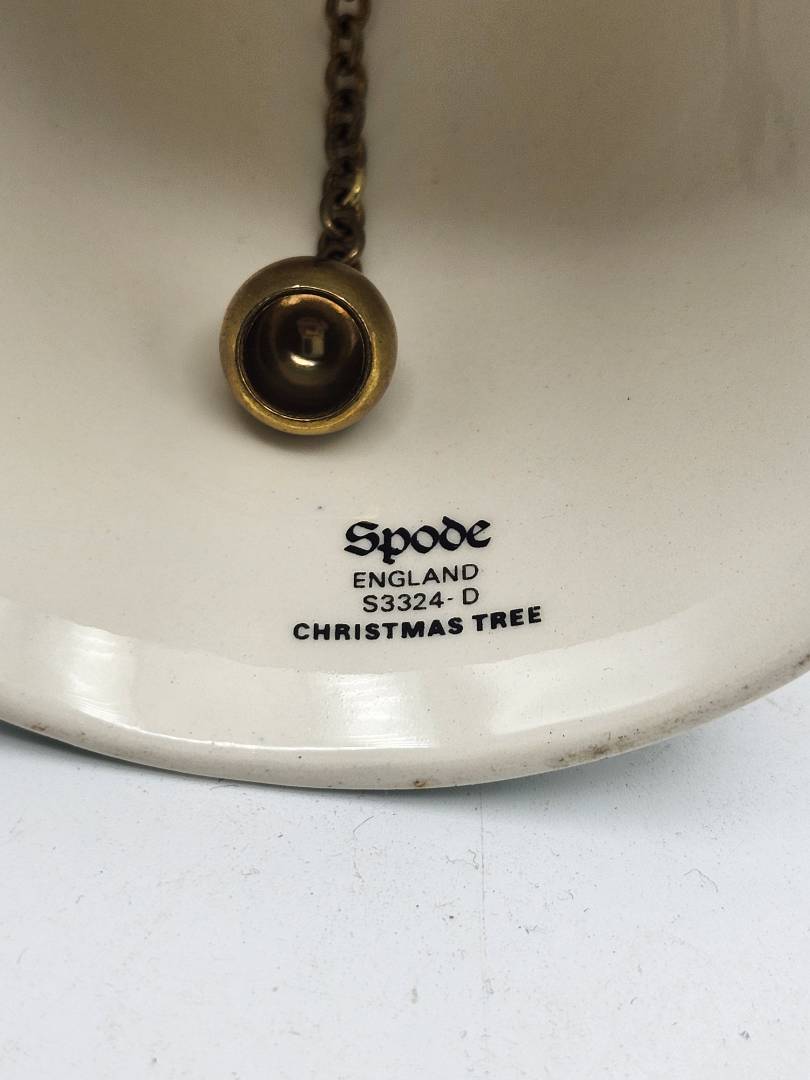 Spode
ENGLAND
S3324-D
CHRISTMAS TREE